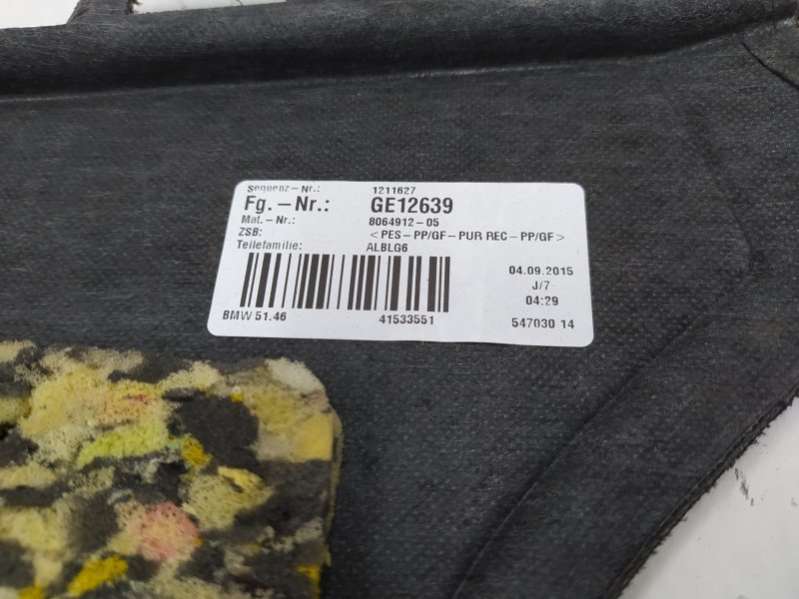 Sequenz-Nr.: 1211627
Fg.-Nr.: GE12639
Mat.-Nr.: 8064912-05
ZSB: <PES-PP/GF-PUR REC-PP/GF>
Teilefamilie: ALBLG6
04.09.2015
J/7
04:29
BMW 51.46 41533551 547030 14